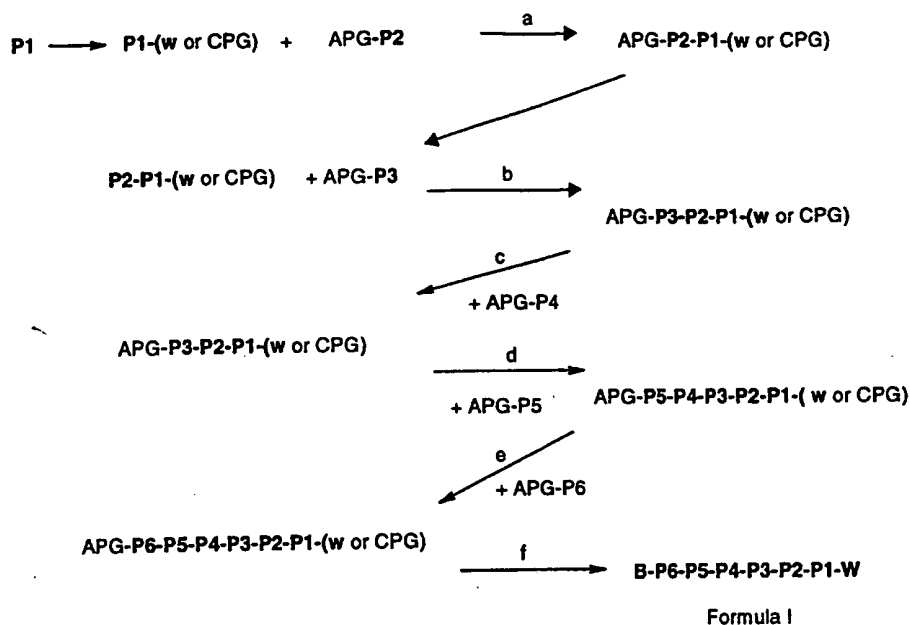 P1 P1-(w or CPG) + APG-P2 a APG-P2-P1-(w or CPG)
P2-P1-(w or CPG) + APG-P3 b
APG-P3-P2-P1-(w or CPG)
c
+ APG-P4
APG-P3-P2-P1-(w or CPG) d
+ APG-P5 APG-P5-P4-P3-P2-P1-( w or CPG)
e
+ APG-P6
APG-P6-P5-P4-P3-P2-P1-(w or CPG) f
B-P6-P5-P4-P3-P2-P1-W
Formula I